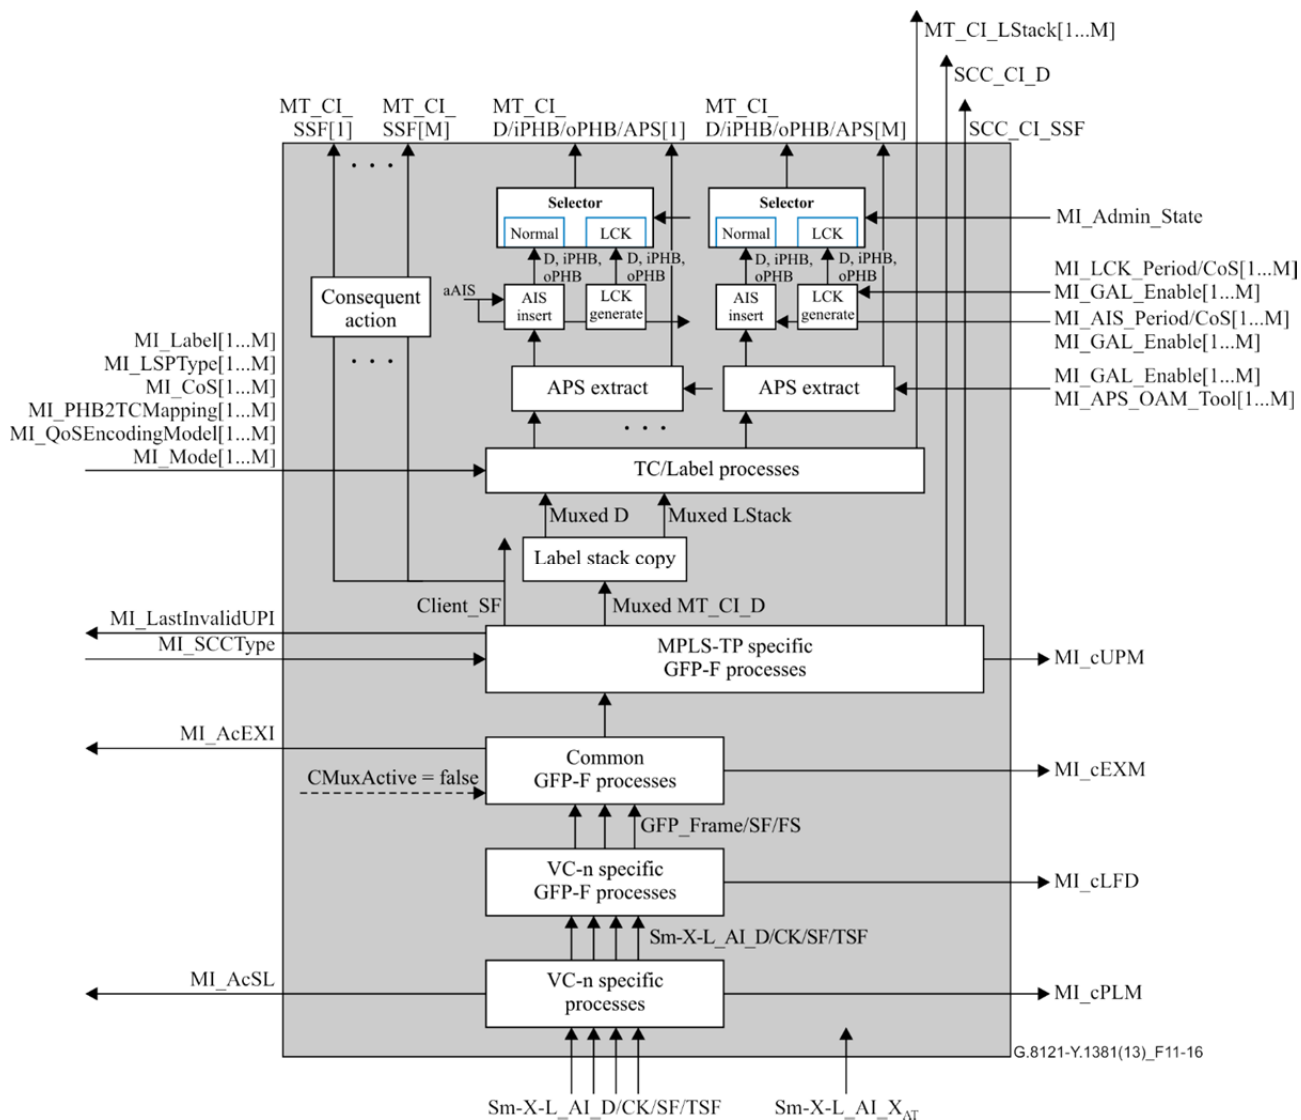 MT_CI_LStack[1...M]
SCC_CI_D
MT_CI_
SSF[1]
MT_CI_
SSF[M]
MT_CI_
D/iPHB/oPHB/APS[1]
MT_CI_
D/iPHB/oPHB/APS[M]
SCC_CI_SSF
. . .
Selector
Normal
LCK
Selector
Normal
LCK
MI_Admin_State
D, iPHB,
oPHB
D, iPHB,
oPHB
D, iPHB,
oPHB
D, iPHB,
oPHB
Consequent
action
aAIS
AIS
insert
LCK
generate
AIS
insert
LCK
generate
MI_LCK_Period/CoS[1...M]
MI_GAL_Enable[1...M]
MI_AIS_Period/CoS[1...M]
MI_GAL_Enable[1...M]
MI_Label[1...M]
MI_LSPType[1...M]
MI_CoS[1...M]
MI_PHB2TCMapping[1...M]
MI_QoSEncodingModel[1...M]
MI_Mode[1...M]
. . .
APS extract
APS extract
MI_GAL_Enable[1...M]
MI_APS_OAM_Tool[1...M]
. . .
TC/Label processes
Muxed D
Muxed LStack
Label stack copy
Client_SF
Muxed MT_CI_D
MI_LastInvalidUPI
MI_SCCType
MPLS-TP specific
GFP-F processes
MI_cUPM
MI_AcEXI
Common
GFP-F processes
CMuxActive = false
MI_cEXM
GFP_Frame/SF/FS
VC-n specific
GFP-F processes
MI_cLFD
Sm-X-L_AI_D/CK/SF/TSF
MI_AcSL
VC-n specific
processes
MI_cPLM
G.8121-Y.1381(13)_F11-16
Sm-X-L_AI_D/CK/SF/TSF
Sm-X-L_AI_X_AT